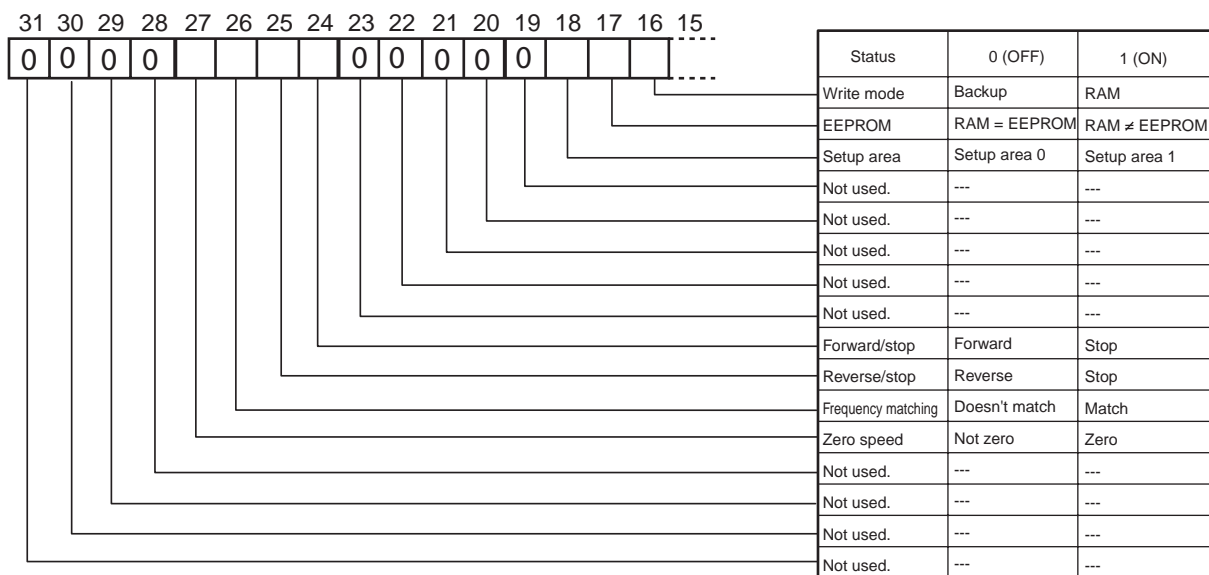 31 30 29 28 27 26 25 24 23 22 21 20 19 18 17 16 15
0 0 0 0 0 0 0 0 0
Status 0 (OFF) 1 (ON)
Write mode Backup RAM
EEPROM RAM = EEPROM RAM ≠ EEPROM
Setup area Setup area 0 Setup area 1
Not used. --- ---
Not used. --- ---
Not used. --- ---
Not used. --- ---
Not used. --- ---
Forward/stop Forward Stop
Reverse/stop Reverse Stop
Frequency matching Doesn't match Match
Zero speed Not zero Zero
Not used. --- ---
Not used. --- ---
Not used. --- ---
Not used. --- ---